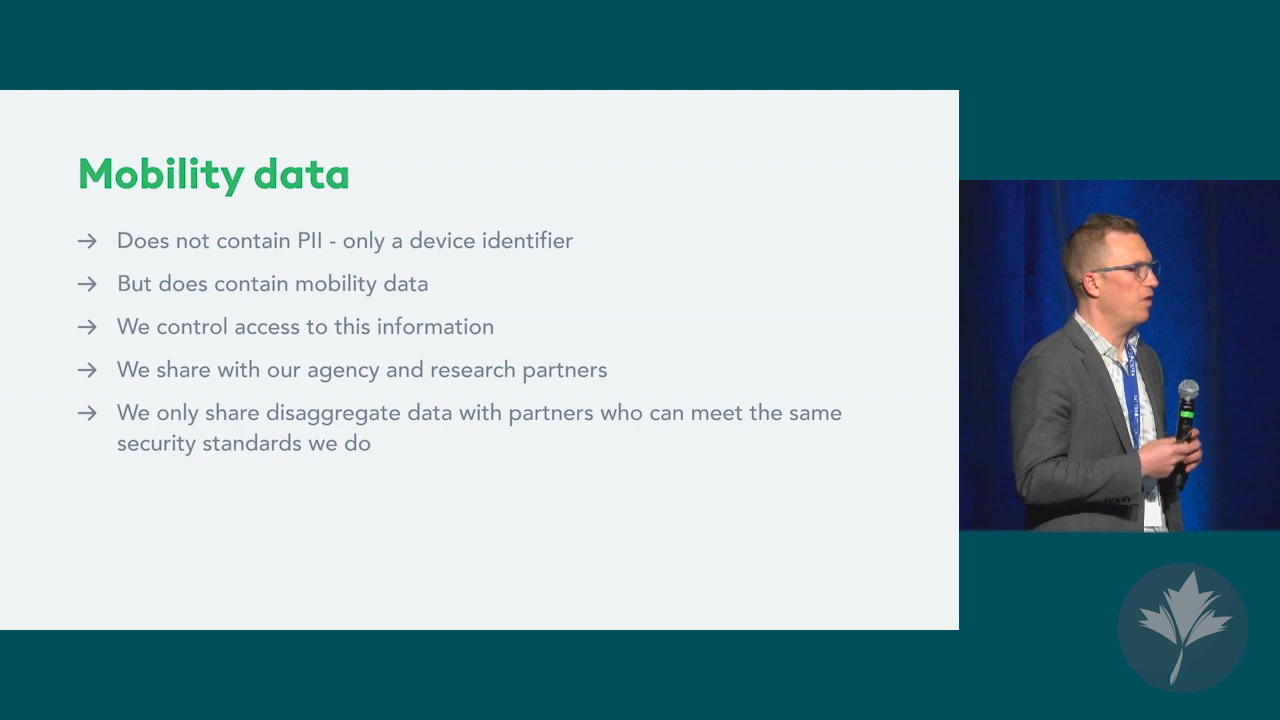 Mobility data
→ Does not contain PII - only a device identifier
→ But does contain mobility data
→ We control access to this information
→ We share with our agency and research partners
→ We only share disaggregate data with partners who can meet the same
security standards we do